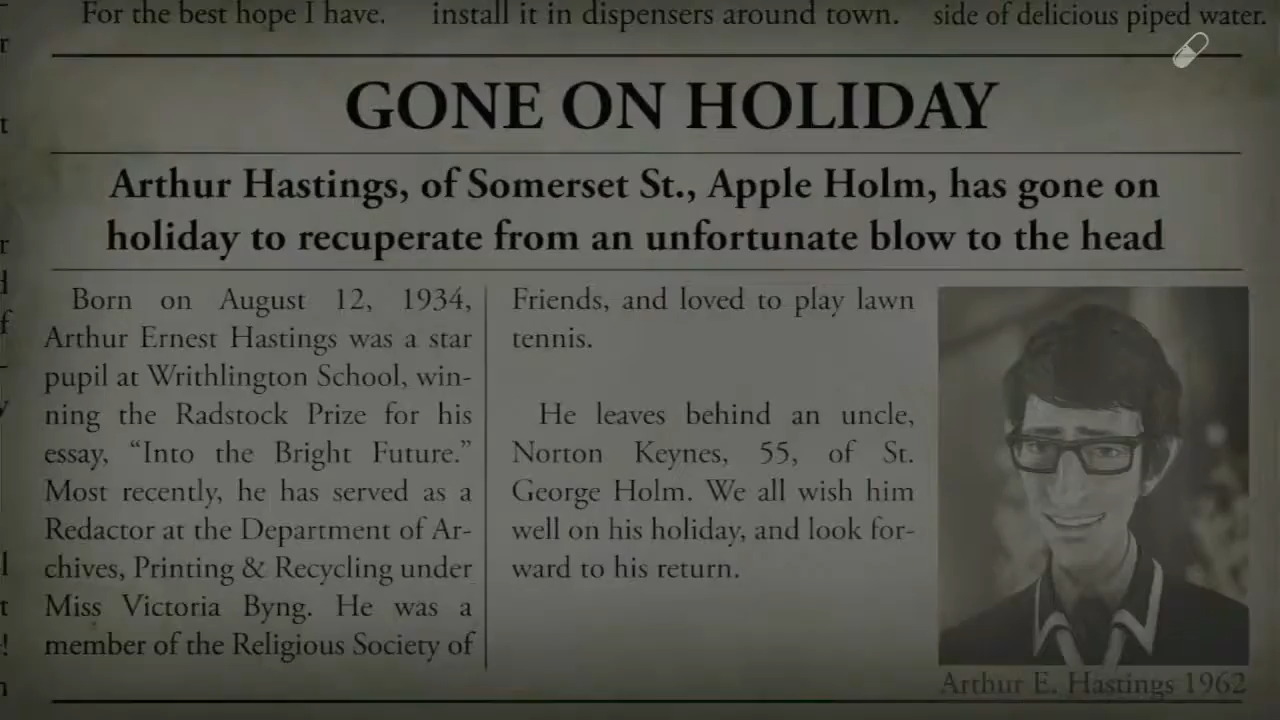 For the best hope I have.
install it in dispensers around town.
side of delicious piped water.
GONE ON HOLIDAY
Arthur Hastings, of Somerset St., Apple Holm, has gone on
holiday to recuperate from an unfortunate blow to the head
Born on August 12, 1934,
Arthur Ernest Hastings was a star
pupil at Writhlington School, win-
ning the Radstock Prize for his
essay, “Into the Bright Future.”
Most recently, he has served as a
Redactor at the Department of Ar-
chives, Printing & Recycling under
Miss Victoria Byng. He was a
member of the Religious Society of
Friends, and loved to play lawn
tennis.
He leaves behind an uncle,
Norton Keynes, 55, of St.
George Holm. We all wish him
well on his holiday, and look for-
ward to his return.
Arthur E. Hastings 1962